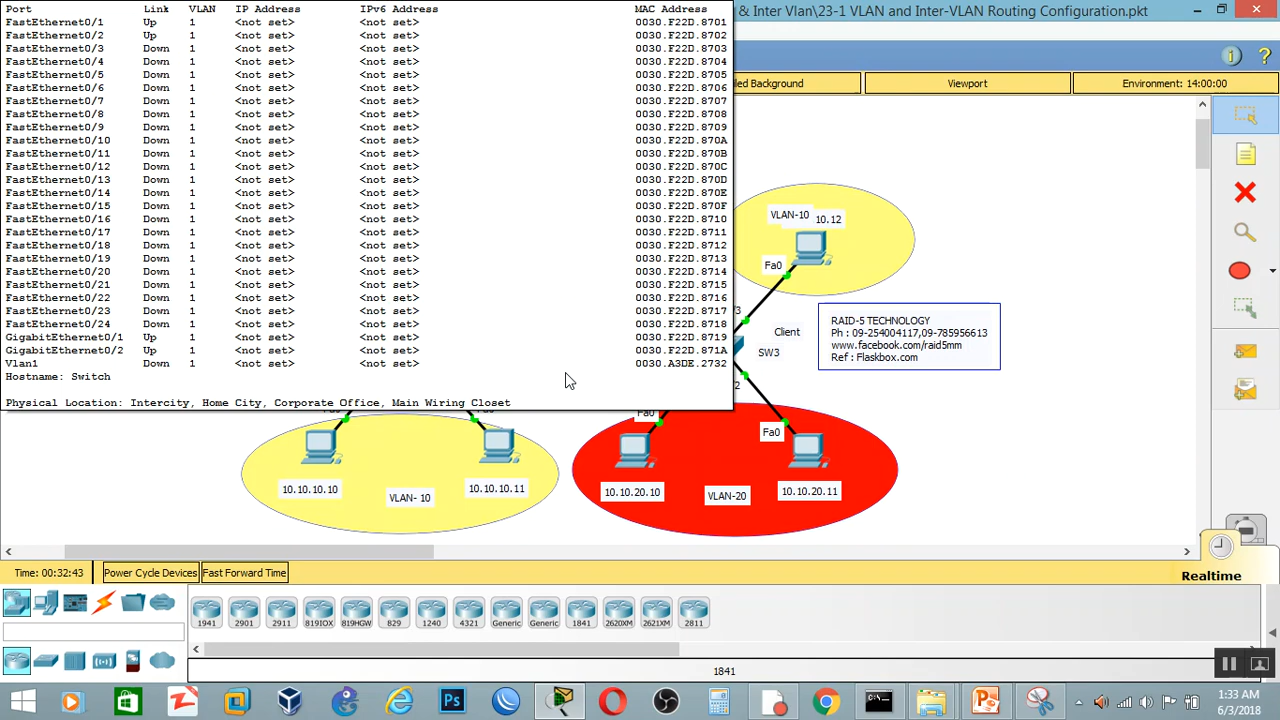 & Inter Vlan\23-1 VLAN and Inter-VLAN Routing Configuration.pkt
Port Link VLAN IP Address IPv6 Address MAC Address
FastEthernet0/1 Up 1 <not set> <not set> 0030.F22D.8701
FastEthernet0/2 Up 1 <not set> <not set> 0030.F22D.8702
FastEthernet0/3 Down 1 <not set> <not set> 0030.F22D.8703
FastEthernet0/4 Down 1 <not set> <not set> 0030.F22D.8704
FastEthernet0/5 Down 1 <not set> <not set> 0030.F22D.8705
FastEthernet0/6 Down 1 <not set> <not set> 0030.F22D.8706
FastEthernet0/7 Down 1 <not set> <not set> 0030.F22D.8707
FastEthernet0/8 Down 1 <not set> <not set> 0030.F22D.8708
FastEthernet0/9 Down 1 <not set> <not set> 0030.F22D.8709
FastEthernet0/10 Down 1 <not set> <not set> 0030.F22D.870A
FastEthernet0/11 Down 1 <not set> <not set> 0030.F22D.870B
FastEthernet0/12 Down 1 <not set> <not set> 0030.F22D.870C
FastEthernet0/13 Down 1 <not set> <not set> 0030.F22D.870D
FastEthernet0/14 Down 1 <not set> <not set> 0030.F22D.870E
FastEthernet0/15 Down 1 <not set> <not set> 0030.F22D.870F
FastEthernet0/16 Down 1 <not set> <not set> 0030.F22D.8710
FastEthernet0/17 Down 1 <not set> <not set> 0030.F22D.8711
FastEthernet0/18 Down 1 <not set> <not set> 0030.F22D.8712
FastEthernet0/19 Down 1 <not set> <not set> 0030.F22D.8713
FastEthernet0/20 Down 1 <not set> <not set> 0030.F22D.8714
FastEthernet0/21 Down 1 <not set> <not set> 0030.F22D.8715
FastEthernet0/22 Down 1 <not set> <not set> 0030.F22D.8716
FastEthernet0/23 Down 1 <not set> <not set> 0030.F22D.8717
FastEthernet0/24 Down 1 <not set> <not set> 0030.F22D.8718
GigabitEthernet0/1 Up 1 <not set> <not set> 0030.F22D.8719
GigabitEthernet0/2 Up 1 <not set> <not set> 0030.F22D.871A
Vlan1 Down 1 <not set> <not set> 0030.A3DE.2732
Hostname: Switch
Physical Location: Intercity, Home City, Corporate Office, Main Wiring Closet
led Background Viewport Environment: 14:00:00
VLAN-10 10.12
Fa0
Client
SW3
RAID-5 TECHNOLOGY
Ph : 09-254004117,09-785956613
www.facebook.com/raid5mm
Ref : Flaskbox.com
Fa0
Fa0
10.10.10.10 VLAN- 10 10.10.10.11
10.10.20.10 VLAN-20 10.10.20.11
Time: 00:32:43 Power Cycle Devices Fast Forward Time
Realtime
1941 2901 2911 819IOX 819HGW 829 1240 4321 Generic Generic 1841 2620XM 2621XM 2811
1841
Ps
1:33 AM
6/3/2018